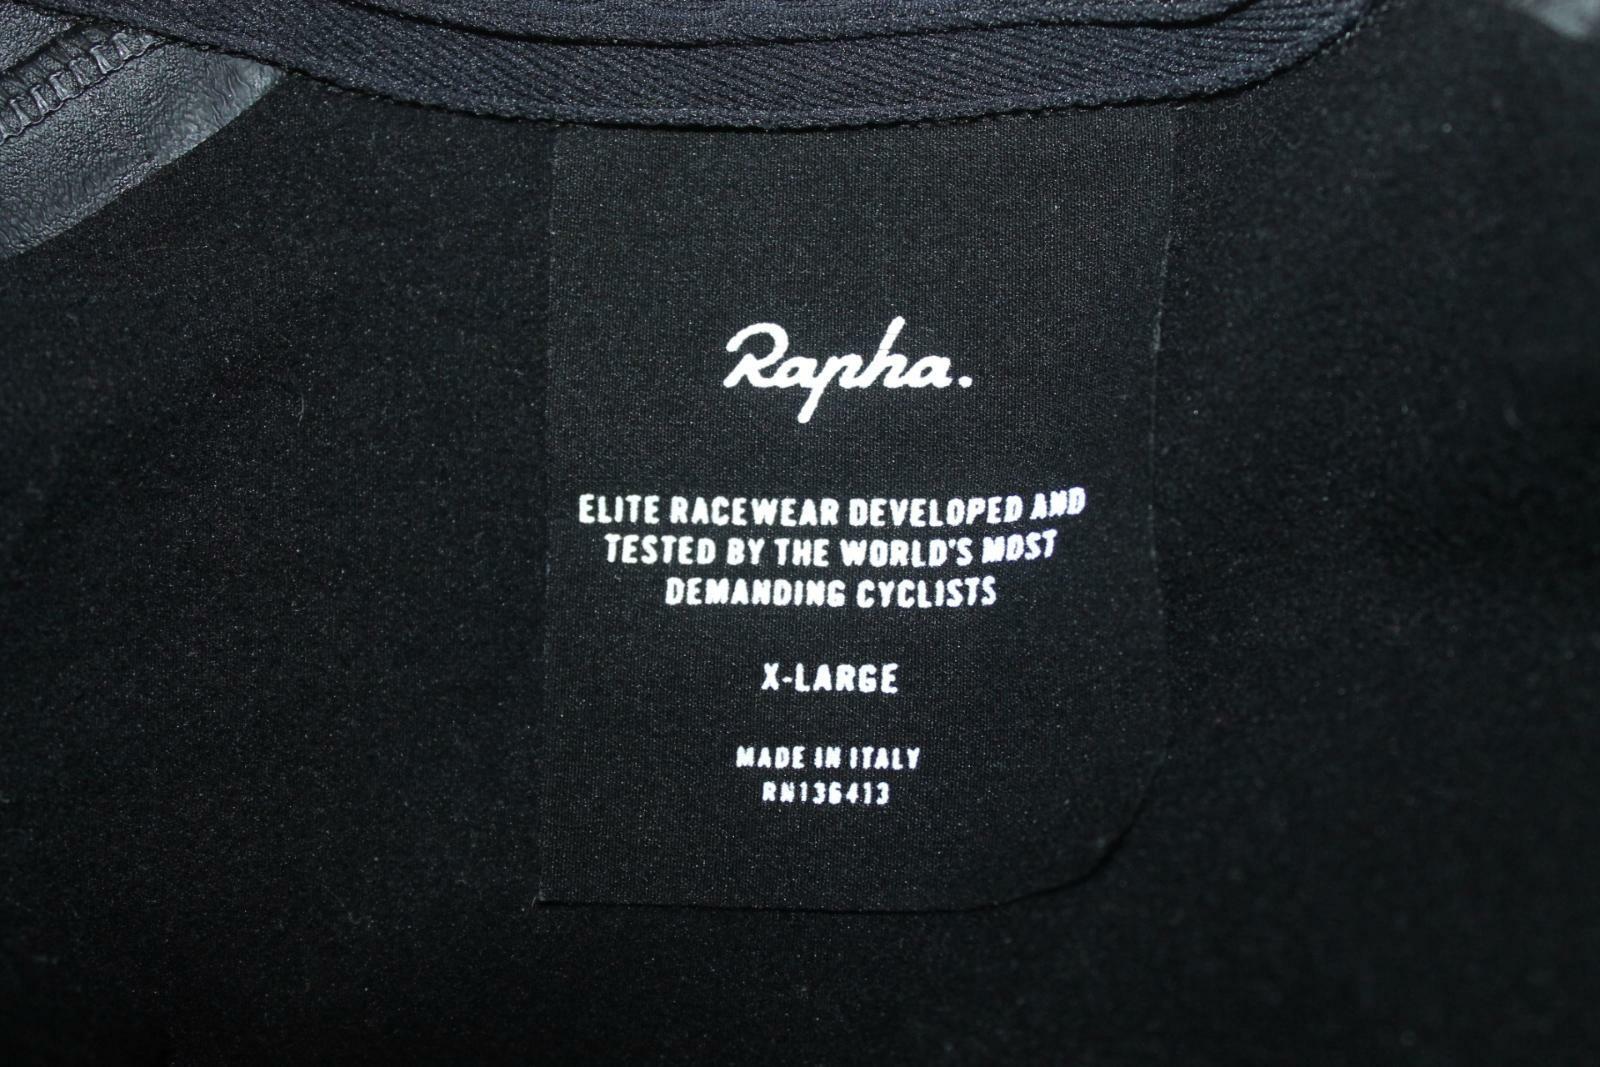 Rapha.
ELITE RACEWEAR DEVELOPED AND
TESTED BY THE WORLD'S MOST
DEMANDING CYCLISTS
X-LARGE
MADE IN ITALY
RN136413